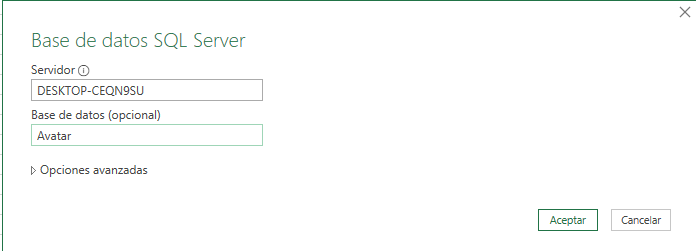 Base de datos SQL Server
Servidor
DESKTOP-CEQN9SU
Base de datos (opcional)
Avatar
Opciones avanzadas
Aceptar Cancelar